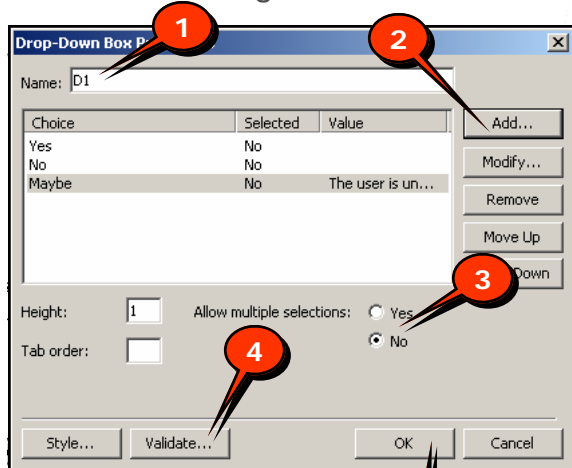 1
2
Drop-Down Box P
Name: D1
Choice Selected Value
Yes No
No No
Maybe No The user is un...
Add...
Modify...
Remove
Move Up
Down
3
Height: 1 Allow multiple selections: Yes
No
Tab order:
4
Style... Validate... OK Cancel